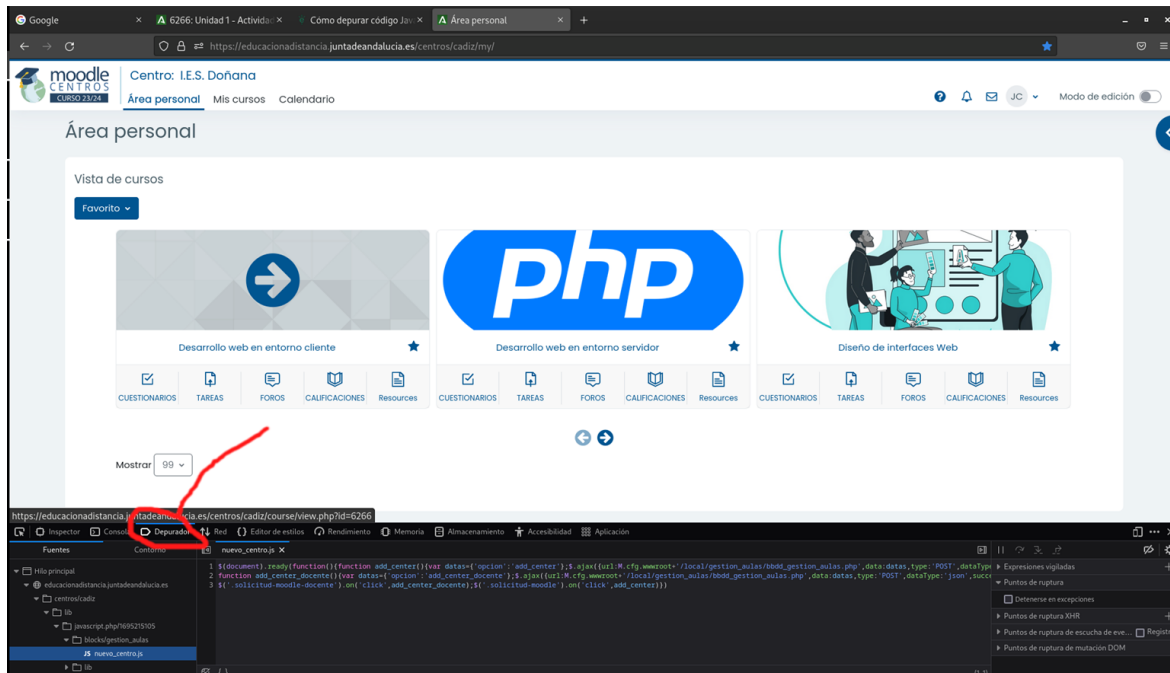 Google
6266: Unidad 1 - Actividad
Cómo depurar código Jav
Área personal
https://educacionadistancia.juntadeandalucia.es/centros/cadiz/my/
moodle
CENTROS
CURSO 23/24
Centro: I.E.S. Doñana
Área personal Mis cursos Calendario
JC
Modo de edición
Área personal
Vista de cursos
Favorito
php
Desarrollo web en entorno cliente
Desarrollo web en entorno servidor
Diseño de interfaces Web
CUESTIONARIOS TAREAS FOROS CALIFICACIONES Resources
CUESTIONARIOS TAREAS FOROS CALIFICACIONES Resources
CUESTIONARIOS TAREAS FOROS CALIFICACIONES Resources
Mostrar 99
https://educacionadistancia.juntadeandalucia.es/centros/cadiz/course/view.php?id=6266
Inspector Consola Depurador Red Editor de estilos Rendimiento Memoria Almacenamiento Accesibilidad Aplicación
Fuentes Contorno nuevo_centro.js
Hilo principal
educacionadistancia.juntadeandalucia.es
centros/cadiz
lib
javascript.php/1695215105
blocks/gestion_aulas
JS nuevo_centro.js
lib
1 $(document).ready(function(){function add_center(){var datas={'opcion':'add_center'};$.ajax({url:M.cfg.wwwroot+'/local/gestion_aulas/bbdd_gestion_aulas.php',data:datas,type:'POST',dataType
2 function add_center_docente(){var datas={'opcion':'add_center_docente'};$.ajax({url:M.cfg.wwwroot+'/local/gestion_aulas/bbdd_gestion_aulas.php',data:datas,type:'POST',dataType:'json',succe
3 $('.solicitud-moodle-docente').on('click',add_center_docente);$('.solicitud-moodle').on('click',add_center)})
Expresiones vigiladas
Puntos de ruptura
Detenerse en excepciones
Puntos de ruptura XHR
Puntos de ruptura de escucha de eve... Registr
Puntos de ruptura de mutación DOM